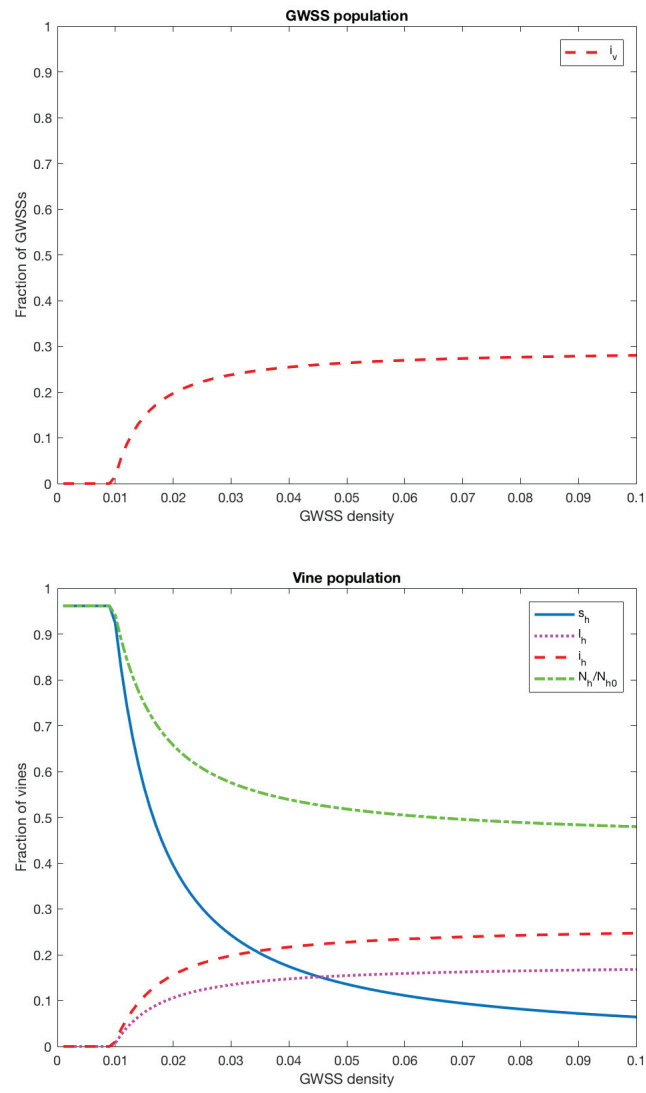 GWSS population
1
0.9
0.8
0.7
0.6
0.5
0.4
0.3
0.2
0.1
0
Fraction of GWSSs
i_v
0 0.01 0.02 0.03 0.04 0.05 0.06 0.07 0.08 0.09 0.1
GWSS density
Vine population
1
0.9
0.8
0.7
0.6
0.5
0.4
0.3
0.2
0.1
0
Fraction of vines
s_h
l_h
i_h
N_h/N_h0
0 0.01 0.02 0.03 0.04 0.05 0.06 0.07 0.08 0.09 0.1
GWSS density